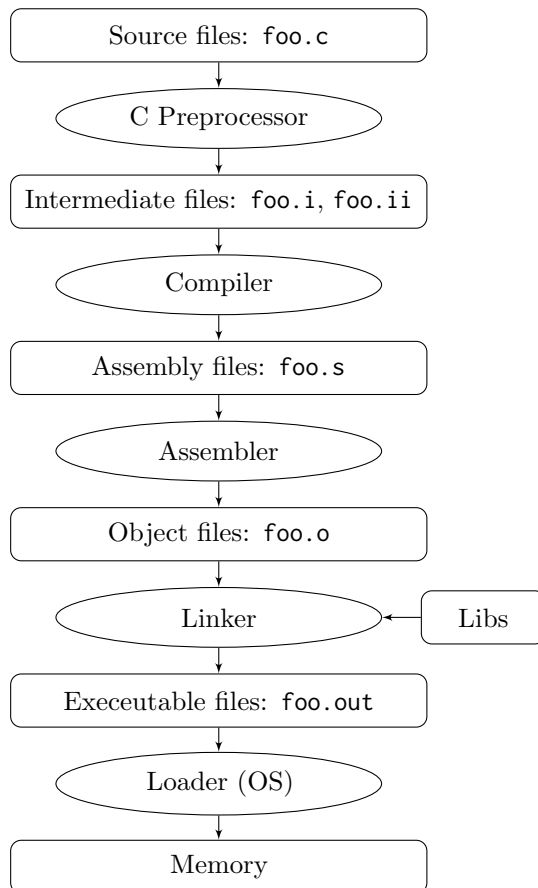 Source files: foo.c
C Preprocessor
Intermediate files: foo.i, foo.ii
Compiler
Assembly files: foo.s
Assembler
Object files: foo.o
Linker
Libs
Execeutable files: foo.out
Loader (OS)
Memory